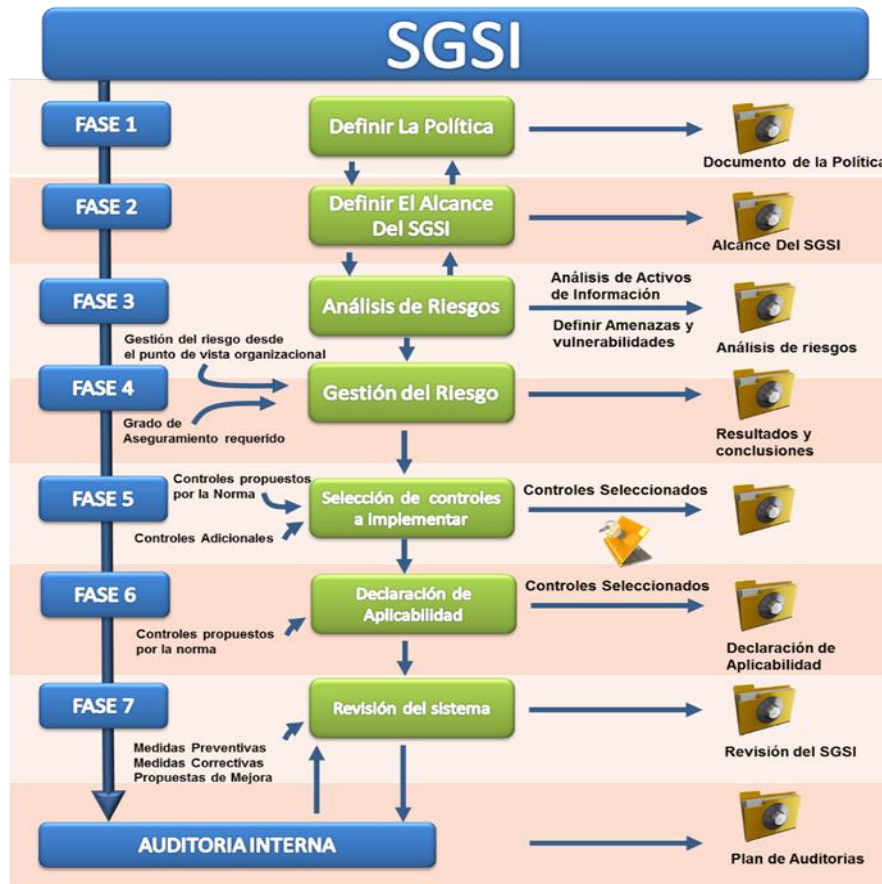 SGSI
FASE 1
Definir La Política
Documento de la Política
FASE 2
Definir El Alcance
Del SGSI
Alcance Del SGSI
FASE 3
Análisis de Riesgos
Análisis de Activos
de Información
Definir Amenazas y
vulnerabilidades
Análisis de riesgos
Gestión del riesgo desde
el punto de vista organizacional
FASE 4
Gestión del Riesgo
Grado de
Aseguramiento requerido
Resultados y
conclusiones
FASE 5
Controles propuestos
por la Norma
Controles Adicionales
Selección de controles
a Implementar
Controles Seleccionados
FASE 6
Controles propuestos
por la norma
Declaración de
Aplicabilidad
Controles Seleccionados
Declaración de
Aplicabilidad
FASE 7
Revisión del sistema
Medidas Preventivas
Medidas Correctivas
Propuestas de Mejora
Revisión del SGSI
AUDITORIA INTERNA
Plan de Auditorias